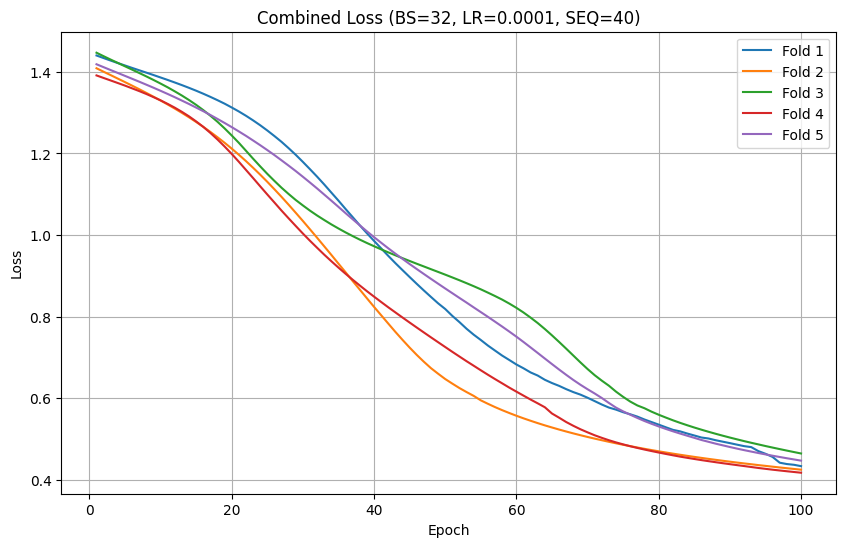 Combined Loss (BS=32, LR=0.0001, SEQ=40)
Fold 1
Fold 2
Fold 3
Fold 4
Fold 5
Loss
1.4
1.2
1.0
0.8
0.6
0.4
0 20 40 60 80 100
Epoch